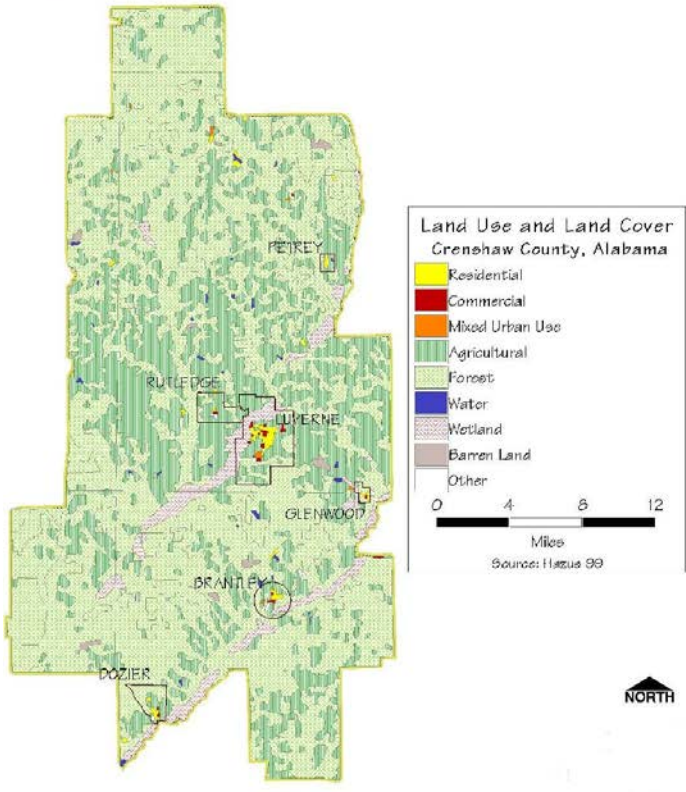 PETREY
RUTLEDGE
LUVERNE
GLENWOOD
BRANTLEY
DOZIER
Land Use and Land Cover
Crenshaw County, Alabama
Residential
Commercial
Mixed Urban Use
Agricultural
Forest
Water
Wetland
Barren Land
Other
0 4 8 12
Miles
Source: Hazus 99
NORTH